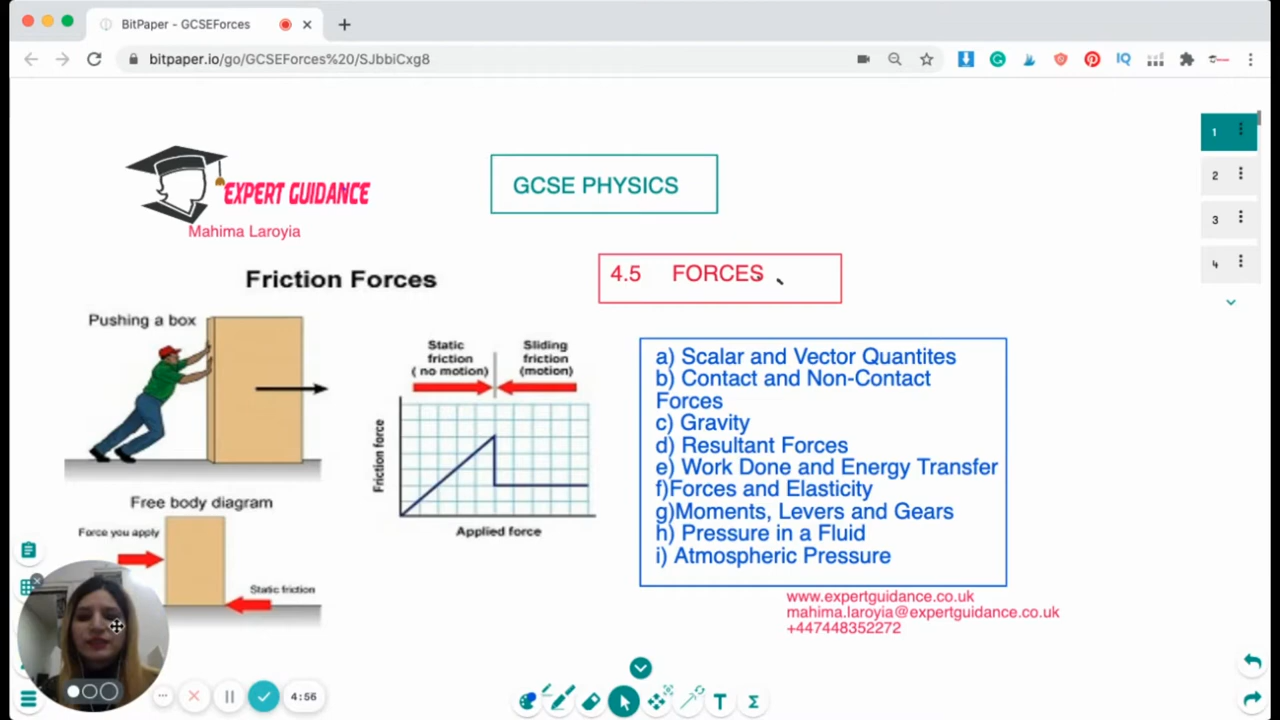 BitPaper - GCSEForces
bitpaper.io/go/GCSEForces%20/SJbbiCxg8
IQ
1
2
3
4
EXPERT GUIDANCE
Mahima Laroyia
GCSE PHYSICS
4.5 FORCES
Friction Forces
Pushing a box
Static
friction
( no motion)
Sliding
friction
(motion)
Friction force
Applied force
Free body diagram
Force you apply
Static friction
a) Scalar and Vector Quantites
b) Contact and Non-Contact
Forces
c) Gravity
d) Resultant Forces
e) Work Done and Energy Transfer
f)Forces and Elasticity
g)Moments, Levers and Gears
h) Pressure in a Fluid
i) Atmospheric Pressure
www.expertguidance.co.uk
mahima.laroyia@expertguidance.co.uk
+447448352272
4:56
T
Σ